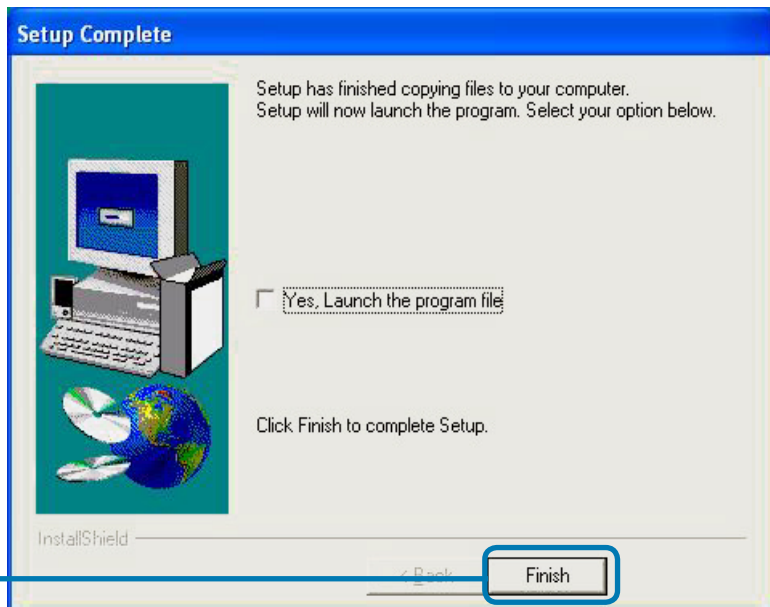 Setup Complete
Setup has finished copying files to your computer.
Setup will now launch the program. Select your option below.
Yes, Launch the program file
Click Finish to complete Setup.
InstallShield
< Back
Finish